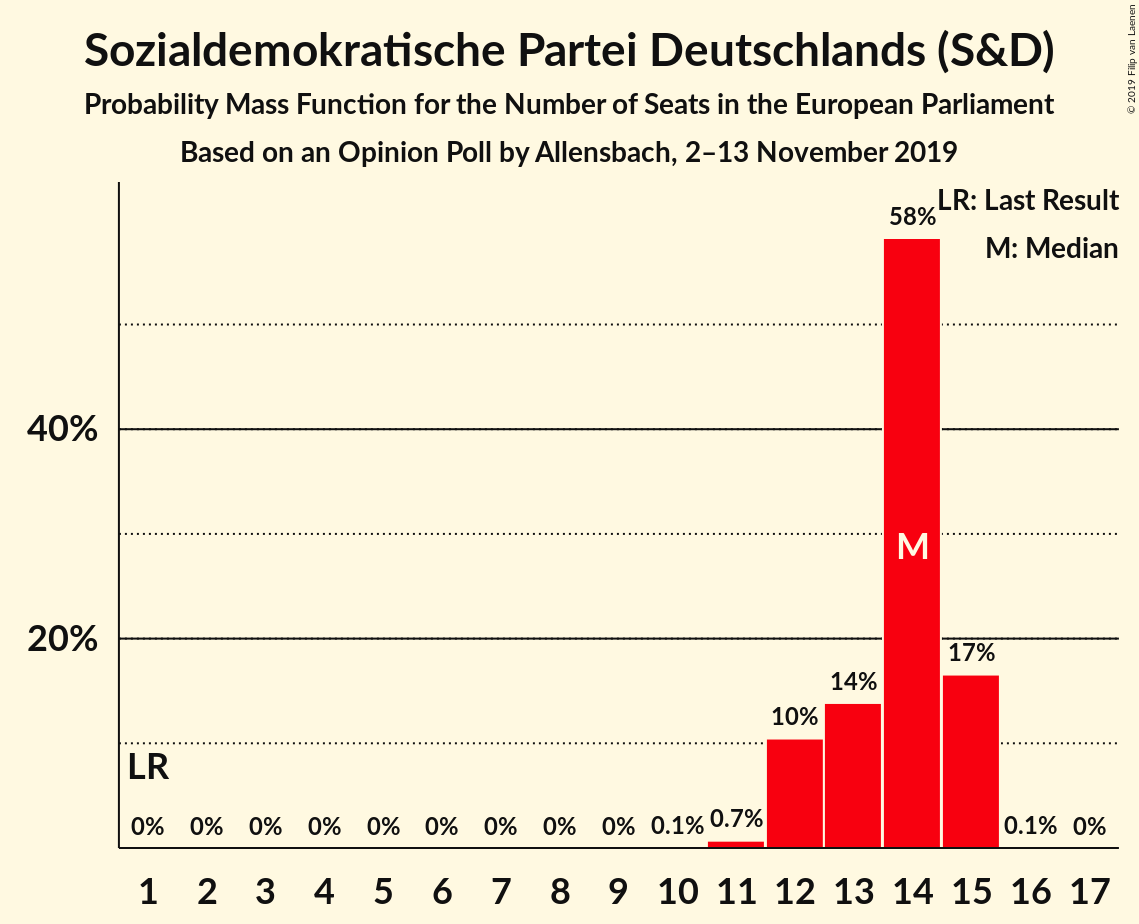 Sozialdemokratische Partei Deutschlands (S&D)
Probability Mass Function for the Number of Seats in the European Parliament
Based on an Opinion Poll by Allensbach, 2–13 November 2019
© 2019 Filip van Laenen
LR: Last Result
M: Median
58%
40%
M
20%
17%
14%
10%
LR
0% 0% 0% 0% 0% 0% 0% 0% 0% 0.1% 0.7% 0.1% 0%
1 2 3 4 5 6 7 8 9 10 11 12 13 14 15 16 17